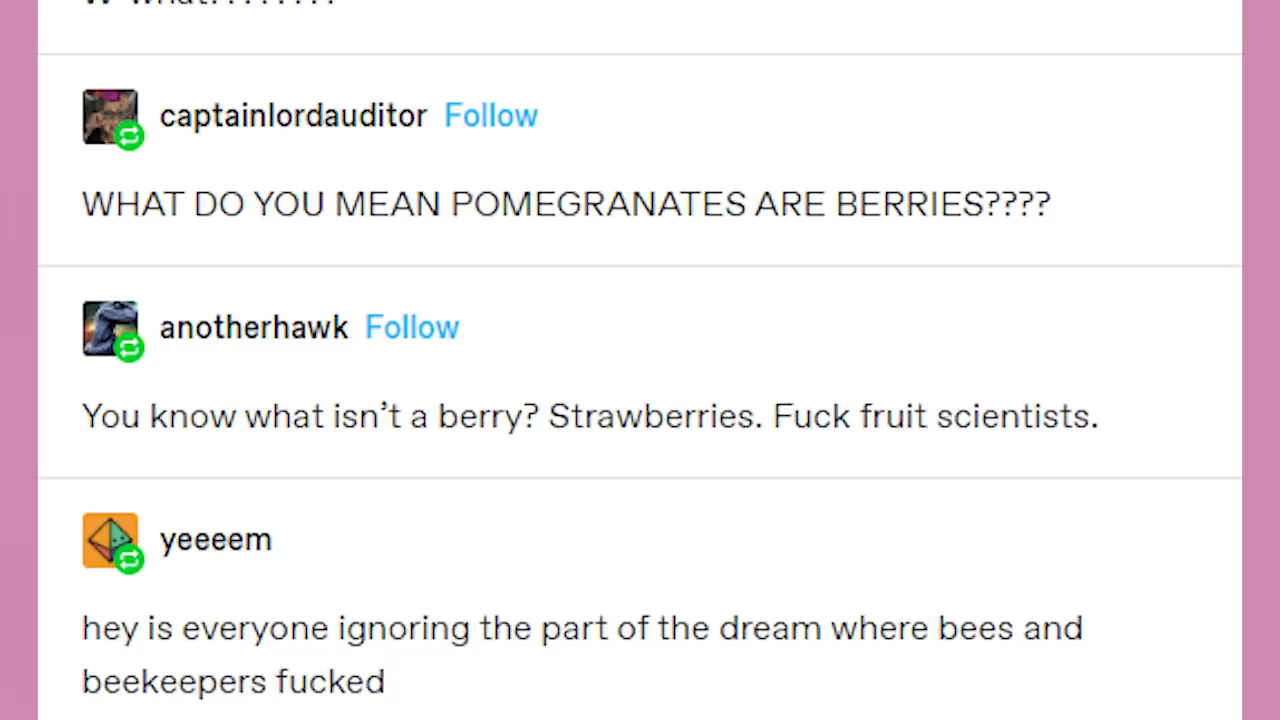 captainlordauditor Follow
WHAT DO YOU MEAN POMEGRANATES ARE BERRIES????
anotherhawk Follow
You know what isn’t a berry? Strawberries. Fuck fruit scientists.
yeeeem
hey is everyone ignoring the part of the dream where bees and
beekeepers fucked